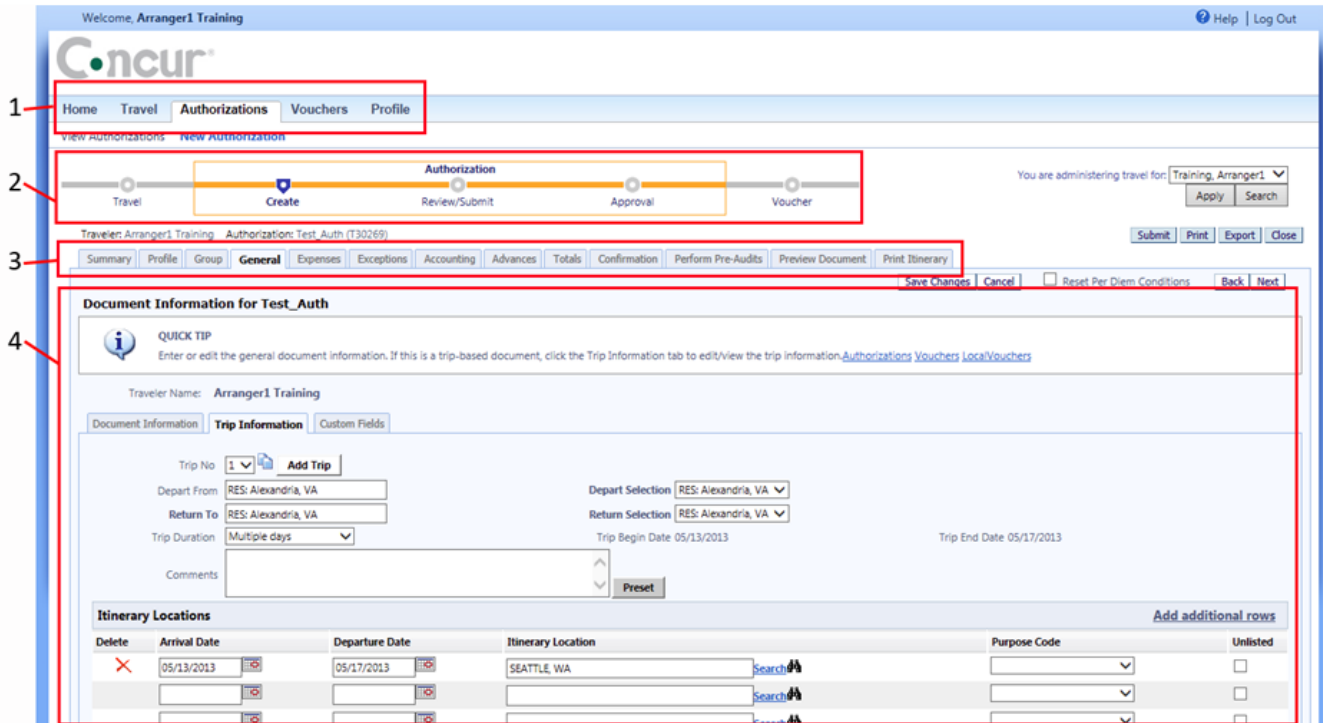 Welcome, Arranger1 Training Help | Log Out
Concur®
1
Home Travel Authorizations Vouchers Profile
View Authorizations New Authorization
2
Authorization
Travel Create Review/Submit Approval Voucher
You are administering travel for: Training, Arranger1
Apply Search
Traveler: Arranger1 Training Authorization: Test_Auth (T30269) Submit Print Export Close
3
Summary Profile Group General Expenses Exceptions Accounting Advances Totals Confirmation Perform Pre-Audits Preview Document Print Itinerary
Save Changes Cancel Reset Per Diem Conditions Back Next
Document Information for Test_Auth
4
QUICK TIP
Enter or edit the general document information. If this is a trip-based document, click the Trip Information tab to edit/view the trip information.Authorizations Vouchers LocalVouchers
Traveler Name: Arranger1 Training
Document Information Trip Information Custom Fields
Trip No 1 Add Trip
Depart From RES: Alexandria, VA Depart Selection RES: Alexandria, VA
Return To RES: Alexandria, VA Return Selection RES: Alexandria, VA
Trip Duration Multiple days Trip Begin Date 05/13/2013 Trip End Date 05/17/2013
Comments
Preset
Itinerary Locations Add additional rows
Delete Arrival Date Departure Date Itinerary Location Purpose Code Unlisted
05/13/2013 05/17/2013 SEATTLE, WA Search
Search
Search